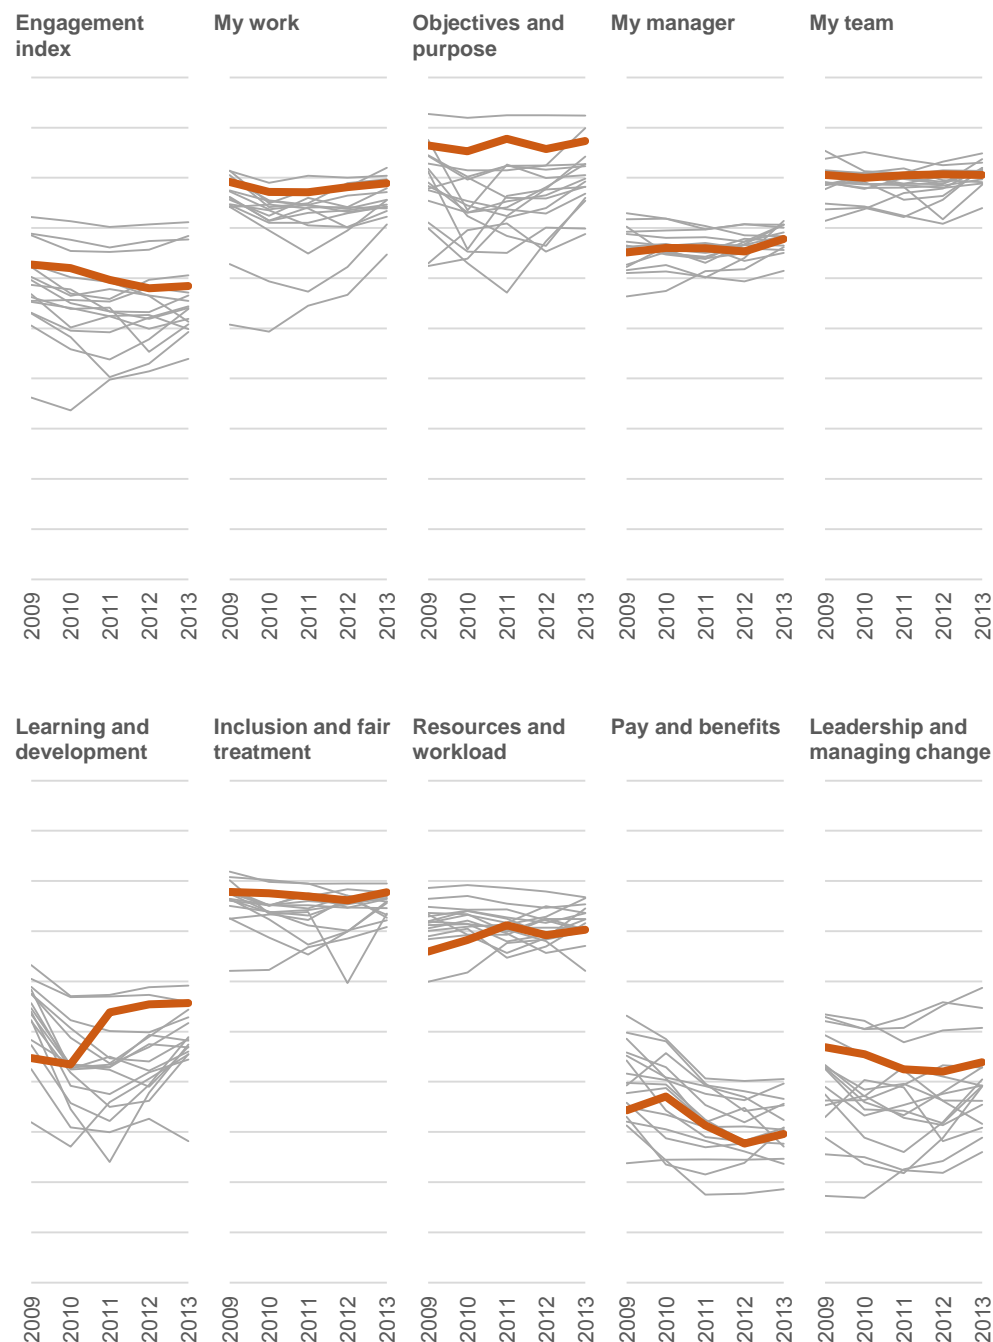 Engagement
index
My work
Objectives and
purpose
My manager
My team
2009 2010 2011 2012 2013
2009 2010 2011 2012 2013
2009 2010 2011 2012 2013
2009 2010 2011 2012 2013
2009 2010 2011 2012 2013
Learning and
development
Inclusion and fair
treatment
Resources and
workload
Pay and benefits
Leadership and
managing change
2009 2010 2011 2012 2013
2009 2010 2011 2012 2013
2009 2010 2011 2012 2013
2009 2010 2011 2012 2013
2009 2010 2011 2012 2013